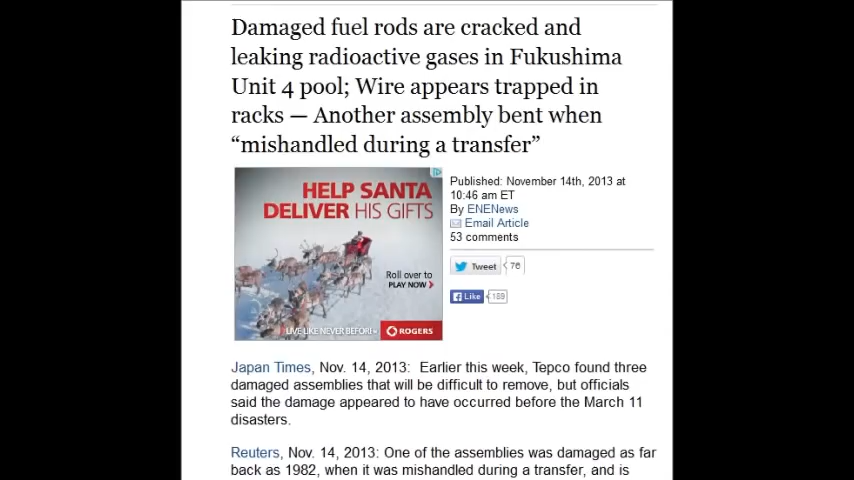 Damaged fuel rods are cracked and
leaking radioactive gases in Fukushima
Unit 4 pool; Wire appears trapped in
racks — Another assembly bent when
“mishandled during a transfer”
HELP SANTA
DELIVER HIS GIFTS
Roll over to
PLAY NOW
LIVE LIKE NEVER BEFORE
ROGERS
Published: November 14th, 2013 at
10:46 am ET
By ENENews
Email Article
53 comments
Tweet 76
Like 189
Japan Times, Nov. 14, 2013: Earlier this week, Tepco found three
damaged assemblies that will be difficult to remove, but officials
said the damage appeared to have occurred before the March 11
disasters.
Reuters, Nov. 14, 2013: One of the assemblies was damaged as far
back as 1982, when it was mishandled during a transfer, and is